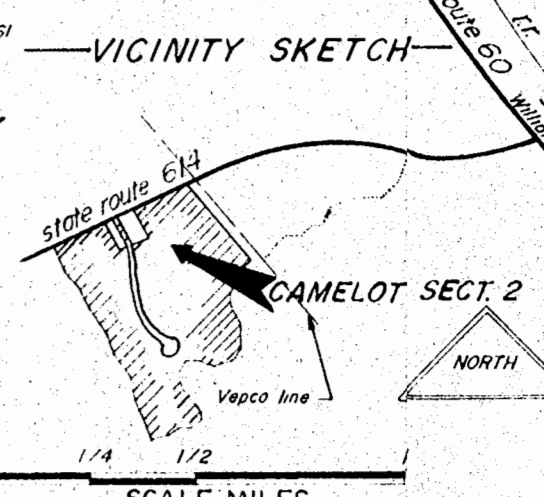 61
VICINITY SKETCH
route 60
r.r.
state route 614
CAMELOT SECT. 2
NORTH
Vepco line
1/4 1/2 1
SCALE MILES